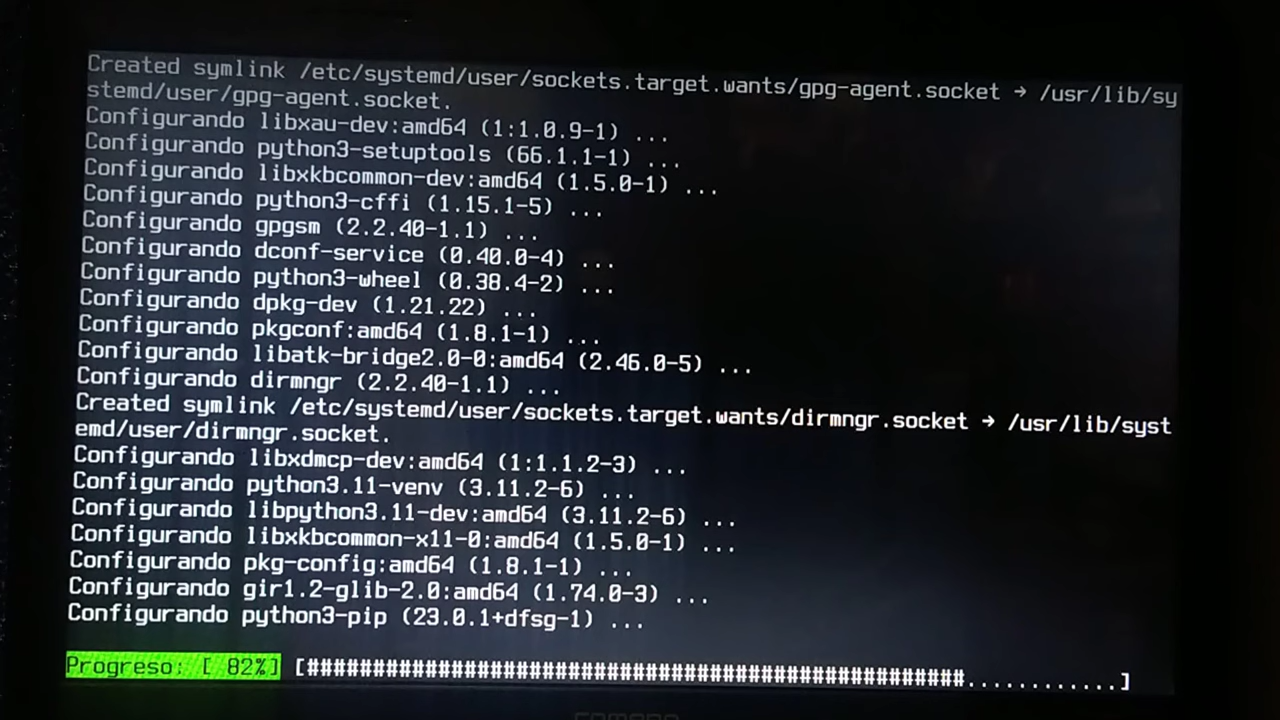 Created symlink /etc/systemd/user/sockets.target.wants/gpg-agent.socket → /usr/lib/sy
stemd/user/gpg-agent.socket.
Configurando libxau-dev:amd64 (1:1.0.9-1) ...
Configurando python3-setuptools (66.1.1-1) ...
Configurando libxkbcommon-dev:amd64 (1.5.0-1) ...
Configurando python3-cffi (1.15.1-5) ...
Configurando gpgsm (2.2.40-1.1) ...
Configurando dconf-service (0.40.0-4) ...
Configurando python3-wheel (0.38.4-2) ...
Configurando dpkg-dev (1.21.22) ...
Configurando pkgconf:amd64 (1.8.1-1) ...
Configurando libatk-bridge2.0-0:amd64 (2.46.0-5) ...
Configurando dirmngr (2.2.40-1.1) ...
Created symlink /etc/systemd/user/sockets.target.wants/dirmngr.socket → /usr/lib/syst
emd/user/dirmngr.socket.
Configurando libxdmcp-dev:amd64 (1:1.1.2-3) ...
Configurando python3.11-venv (3.11.2-6) ...
Configurando libpython3.11-dev:amd64 (3.11.2-6) ...
Configurando libxkbcommon-x11-0:amd64 (1.5.0-1) ...
Configurando pkg-config:amd64 (1.8.1-1) ...
Configurando gir1.2-glib-2.0:amd64 (1.74.0-3) ...
Configurando python3-pip (23.0.1+dfsg-1) ...
Progreso: [ 82%] [##################################################............]